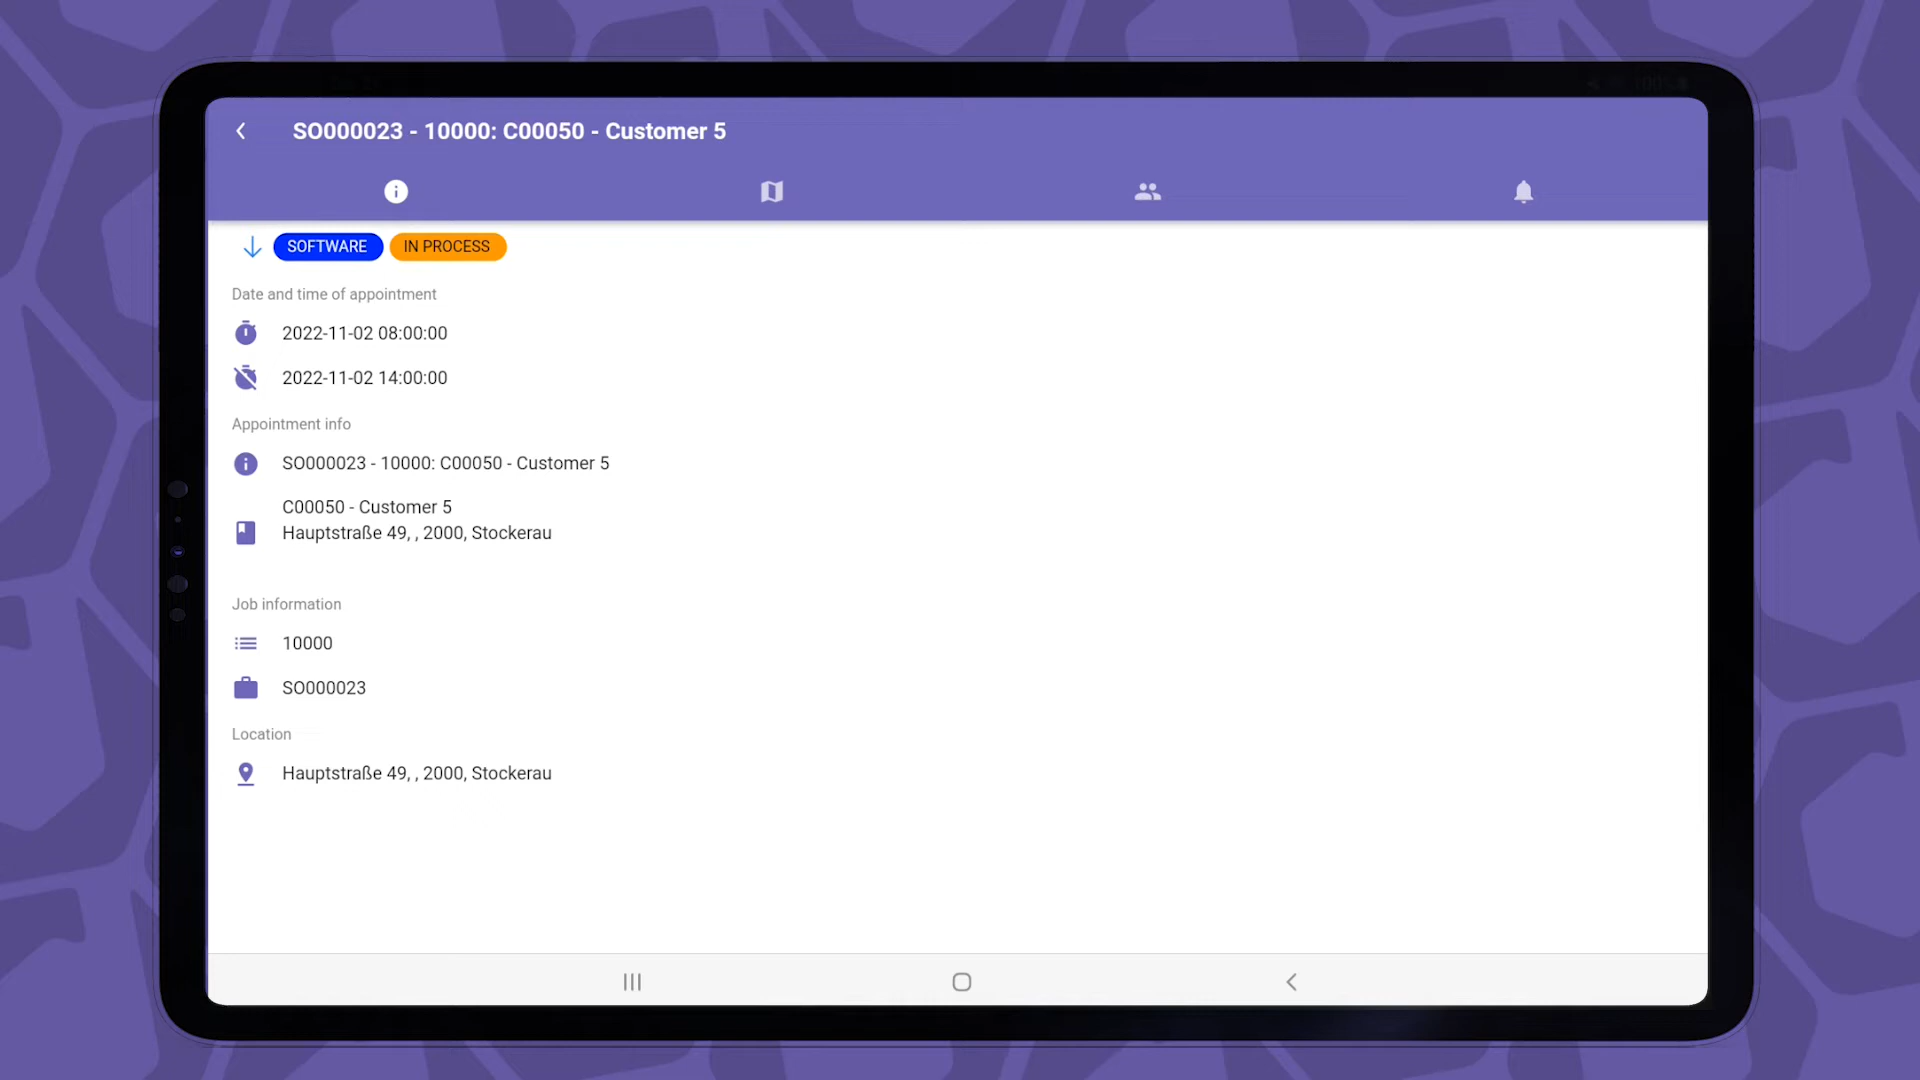 SO000023 - 10000: C00050 - Customer 5
SOFTWARE IN PROCESS
Date and time of appointment
2022-11-02 08:00:00
2022-11-02 14:00:00
Appointment info
SO000023 - 10000: C00050 - Customer 5
C00050 - Customer 5
Hauptstraße 49, , 2000, Stockerau
Job information
10000
SO000023
Location
Hauptstraße 49, , 2000, Stockerau